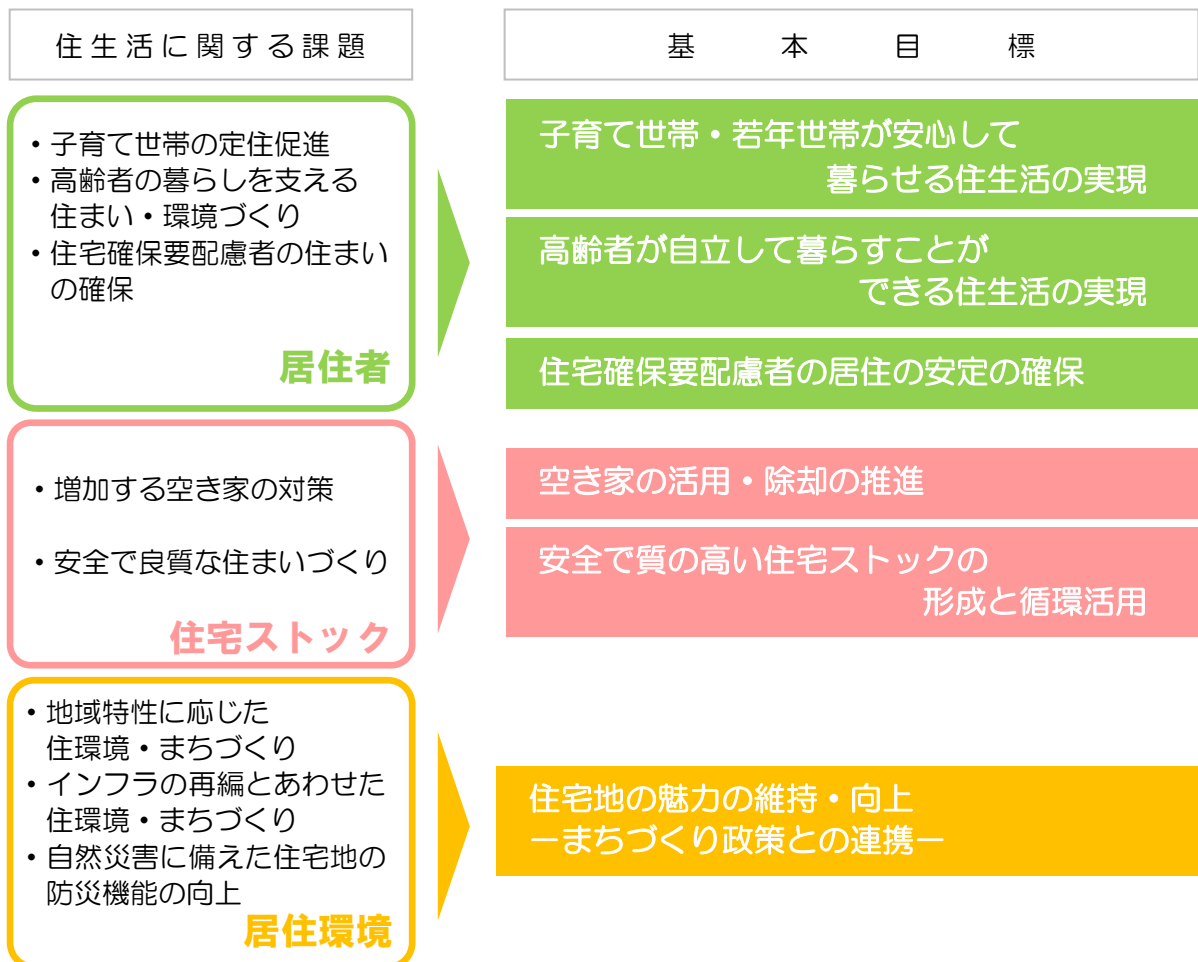 住生活に関する課題
基本目標
・子育て世帯の定住促進
・高齢者の暮らしを支える
住まい・環境づくり
・住宅確保要配慮者の住まい
の確保
居住者
子育て世帯・若年世帯が安心して
暮らせる住生活の実現
高齢者が自立して暮らすことが
できる住生活の実現
住宅確保要配慮者の居住の安定の確保
・増加する空き家の対策
・安全で良質な住まいづくり
住宅ストック
空き家の活用・除却の推進
安全で質の高い住宅ストックの
形成と循環活用
・地域特性に応じた
住環境・まちづくり
・インフラの再編とあわせた
住環境・まちづくり
・自然災害に備えた住宅地の
防災機能の向上
居住環境
住宅地の魅力の維持・向上
ーまちづくり政策との連携ー